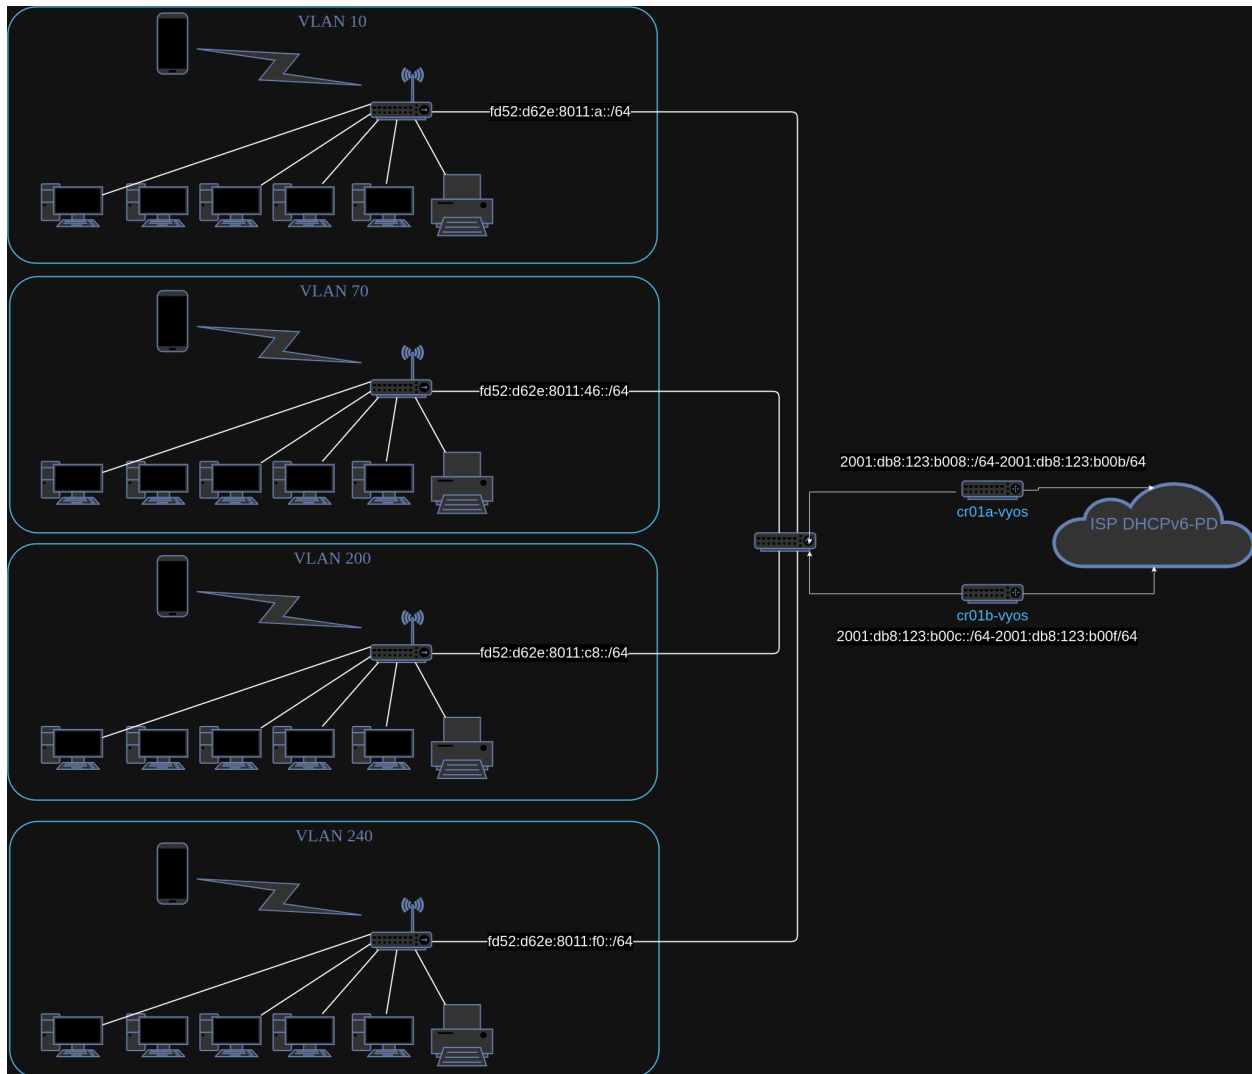 VLAN 10
fd52:d62e:8011:a::/64
VLAN 70
fd52:d62e:8011:46::/64
2001:db8:123:b008::/64-2001:db8:123:b00b/64
cr01a-vyos
ISP DHCPv6-PD
VLAN 200
cr01b-vyos
2001:db8:123:b00c::/64-2001:db8:123:b00f/64
fd52:d62e:8011:c8::/64
VLAN 240
fd52:d62e:8011:f0::/64